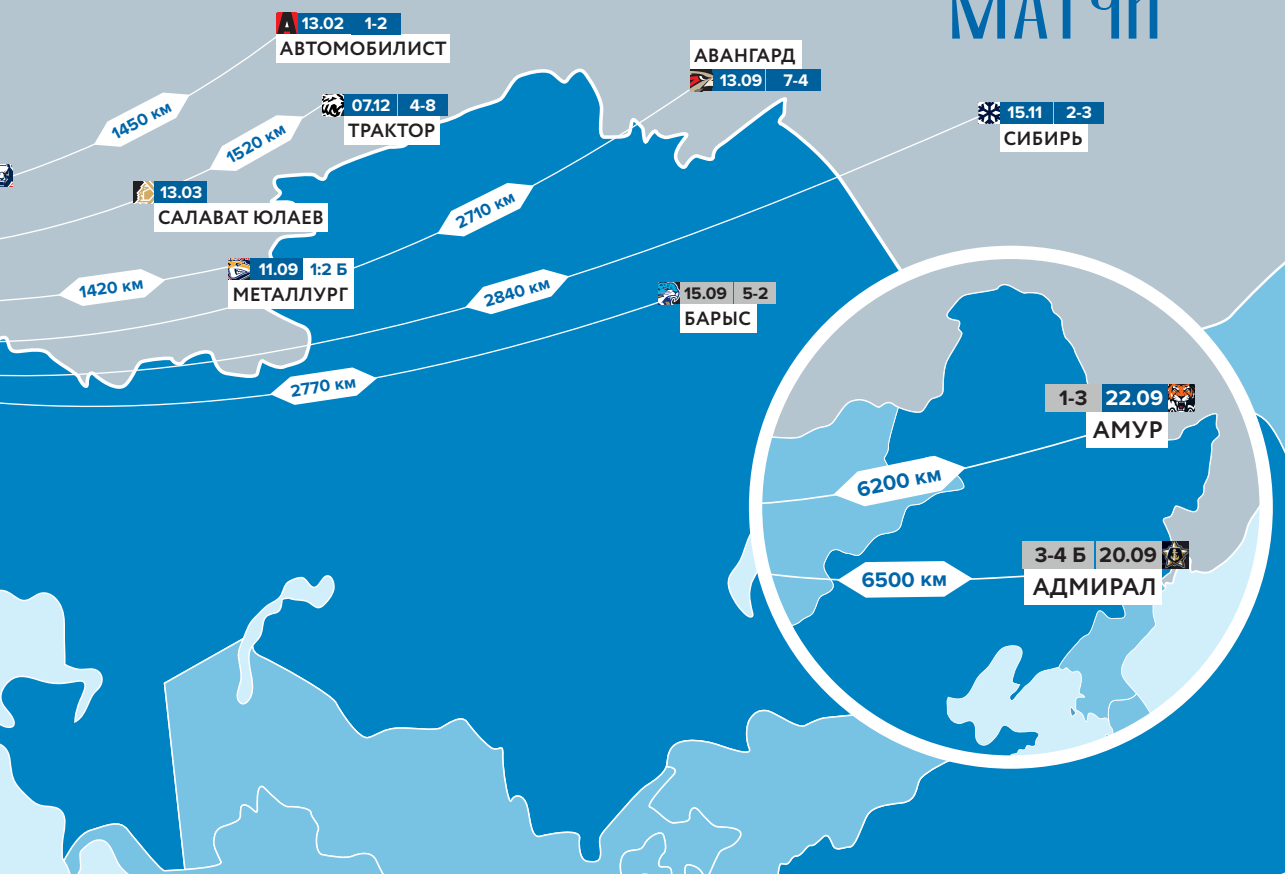 МАТЧИ
13.02 1-2
АВТОМОБИЛИСТ
1450 км
07.12 4-8
ТРАКТОР
1520 км
АВАНГАРД
13.09 7-4
2710 км
15.11 2-3
СИБИРЬ
13.03
САЛАВАТ ЮЛАЕВ
11.09 1:2 Б
МЕТАЛЛУРГ
1420 км
2840 км
15.09 5-2
БАРЫС
2770 км
1-3 22.09
АМУР
6200 км
3-4 Б 20.09
АДМИРАЛ
6500 км